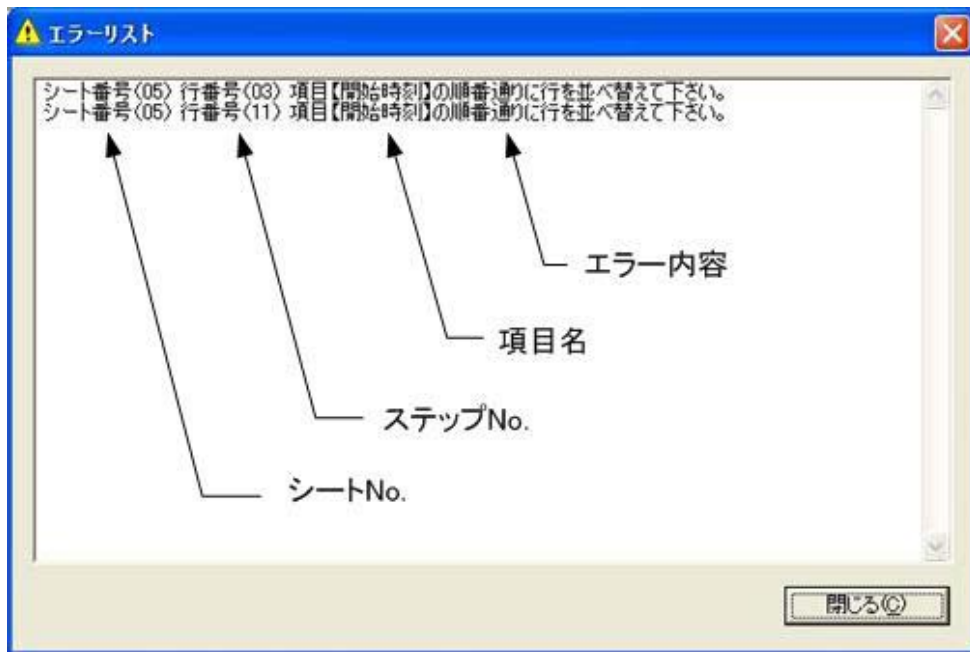 エラーリスト
シート番号(05) 行番号(03) 項目【開始時刻】の順番通りに行を並べ替えて下さい。
シート番号(05) 行番号(11) 項目【開始時刻】の順番通りに行を並べ替えて下さい。
エラー内容
項目名
ステップNo.
シートNo.
閉じる(C)